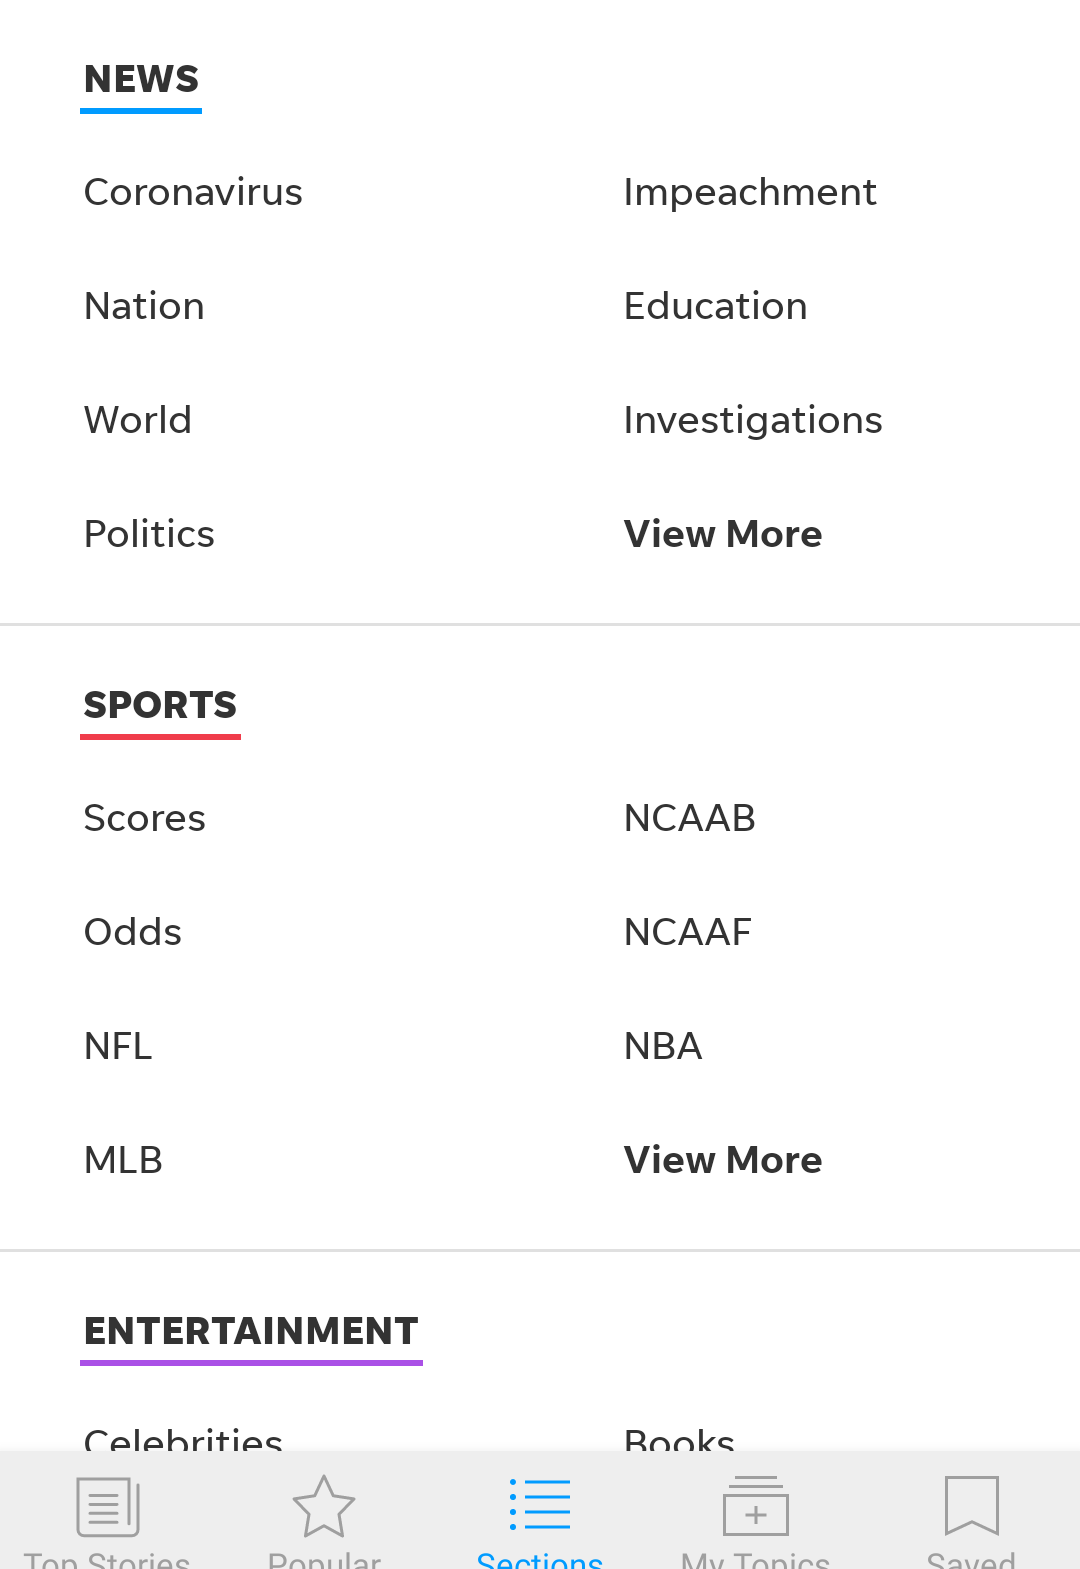 NEWS
Coronavirus Impeachment
Nation Education
World Investigations
Politics View More
SPORTS
Scores NCAAB
Odds NCAAF
NFL NBA
MLB View More
ENTERTAINMENT
Celebrities Books
Top Stories Popular Sections My Topics Saved